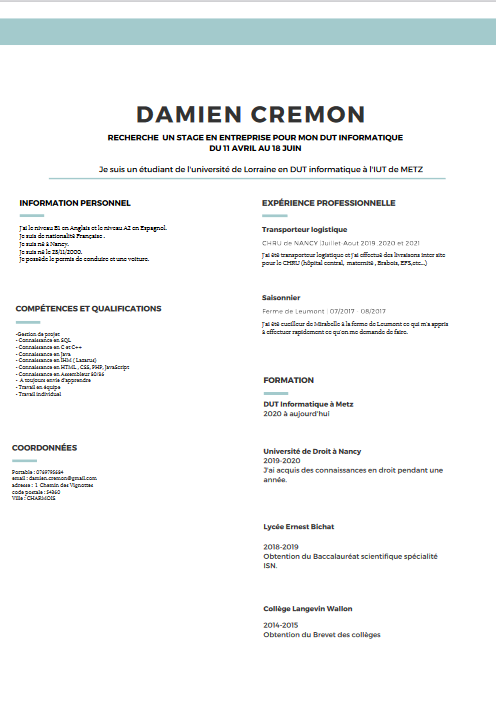 DAMIEN CREMON
RECHERCHE UN STAGE EN ENTREPRISE POUR MON DUT INFORMATIQUE
DU 11 AVRIL AU 18 JUIN
Je suis un étudiant de l'université de Lorraine en DUT informatique à l'IUT de METZ
INFORMATION PERSONNEL
J'ai le niveau B1 en Anglais et le niveau A2 en Espagnol.
Je suis de nationalité Française .
Je suis né à Nancy.
Je suis né le 25/11/2000.
Je possède le permis de conduire et une voiture.
COMPÉTENCES ET QUALIFICATIONS
-Gestion de projet
- Connaissance en SQL
- Connaissance en C et C++
- Connaissance en Java
- Connaissance en IHM ( Lazarus)
- Connaissance en HTML , CSS, PHP, JavaScript
- Connaissance en Assembleur
- A toujours envie d'apprendre
- Travail en équipe
- Travail individuel
COORDONNÉES
Portable :
email : damien.cremon@gmail.com
adresse : 1 Chemin des Vignottes
code postale : 54360
Ville : CHARMOIS
EXPÉRIENCE PROFESSIONNELLE
Transporteur logistique
CHRU de NANCY |Juillet-Aout 2019, 2020 et 2021
J'ai été transporteur logistique et j'ai effectué des livraisons inter site
pour le CHRU (hôpital central, maternité , Brabois, EFS,etc...)
Saisonnier
Ferme de Leumont | 07/2017 - 08/2017
J'ai été cueilleur de Mirabelle à la ferme de Leumont ce qui m'a appris
à effectuer rapidement ce qu'on me demande de faire.
FORMATION
DUT Informatique à Metz
2020 à aujourd'hui
Université de Droit à Nancy
2019-2020
J'ai acquis des connaissances en droit pendant une
année.
Lycée Ernest Bichat
2018-2019
Obtention du Baccalauréat scientifique spécialité
ISN.
Collège Langevin Wallon
2014-2015
Obtention du Brevet des collèges